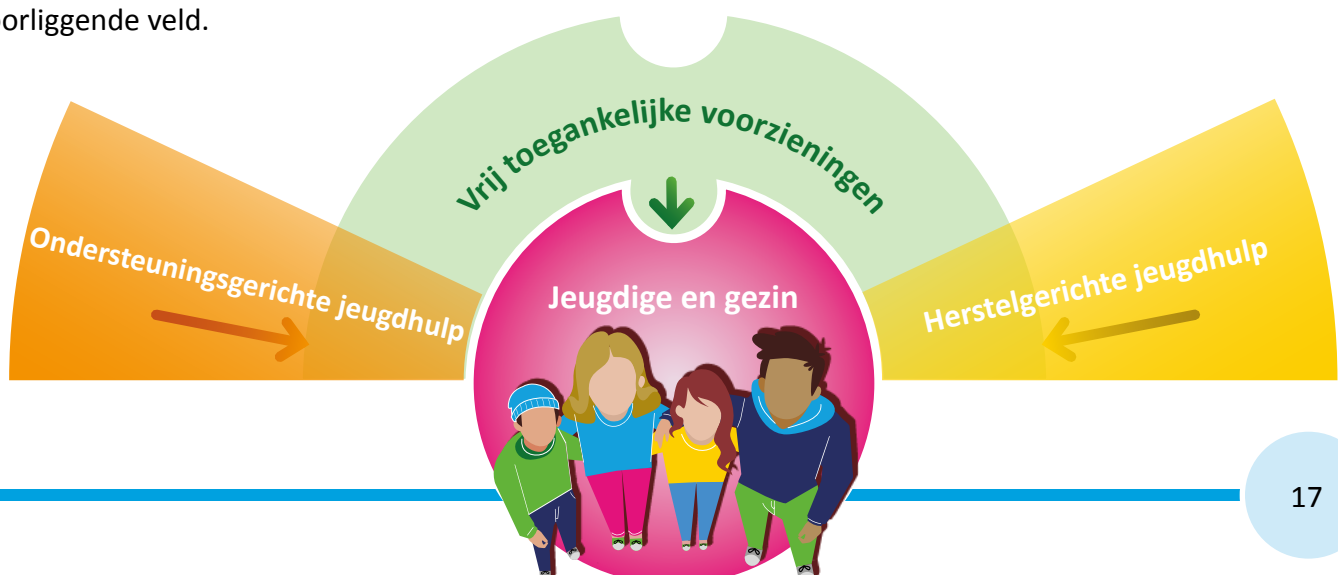 orliggende veld.
Vrij toegankelijke voorzieningen
Ondersteuningsgerichte jeugdhulp
Jeugdige en gezin
Herstelgerichte jeugdhulp
17